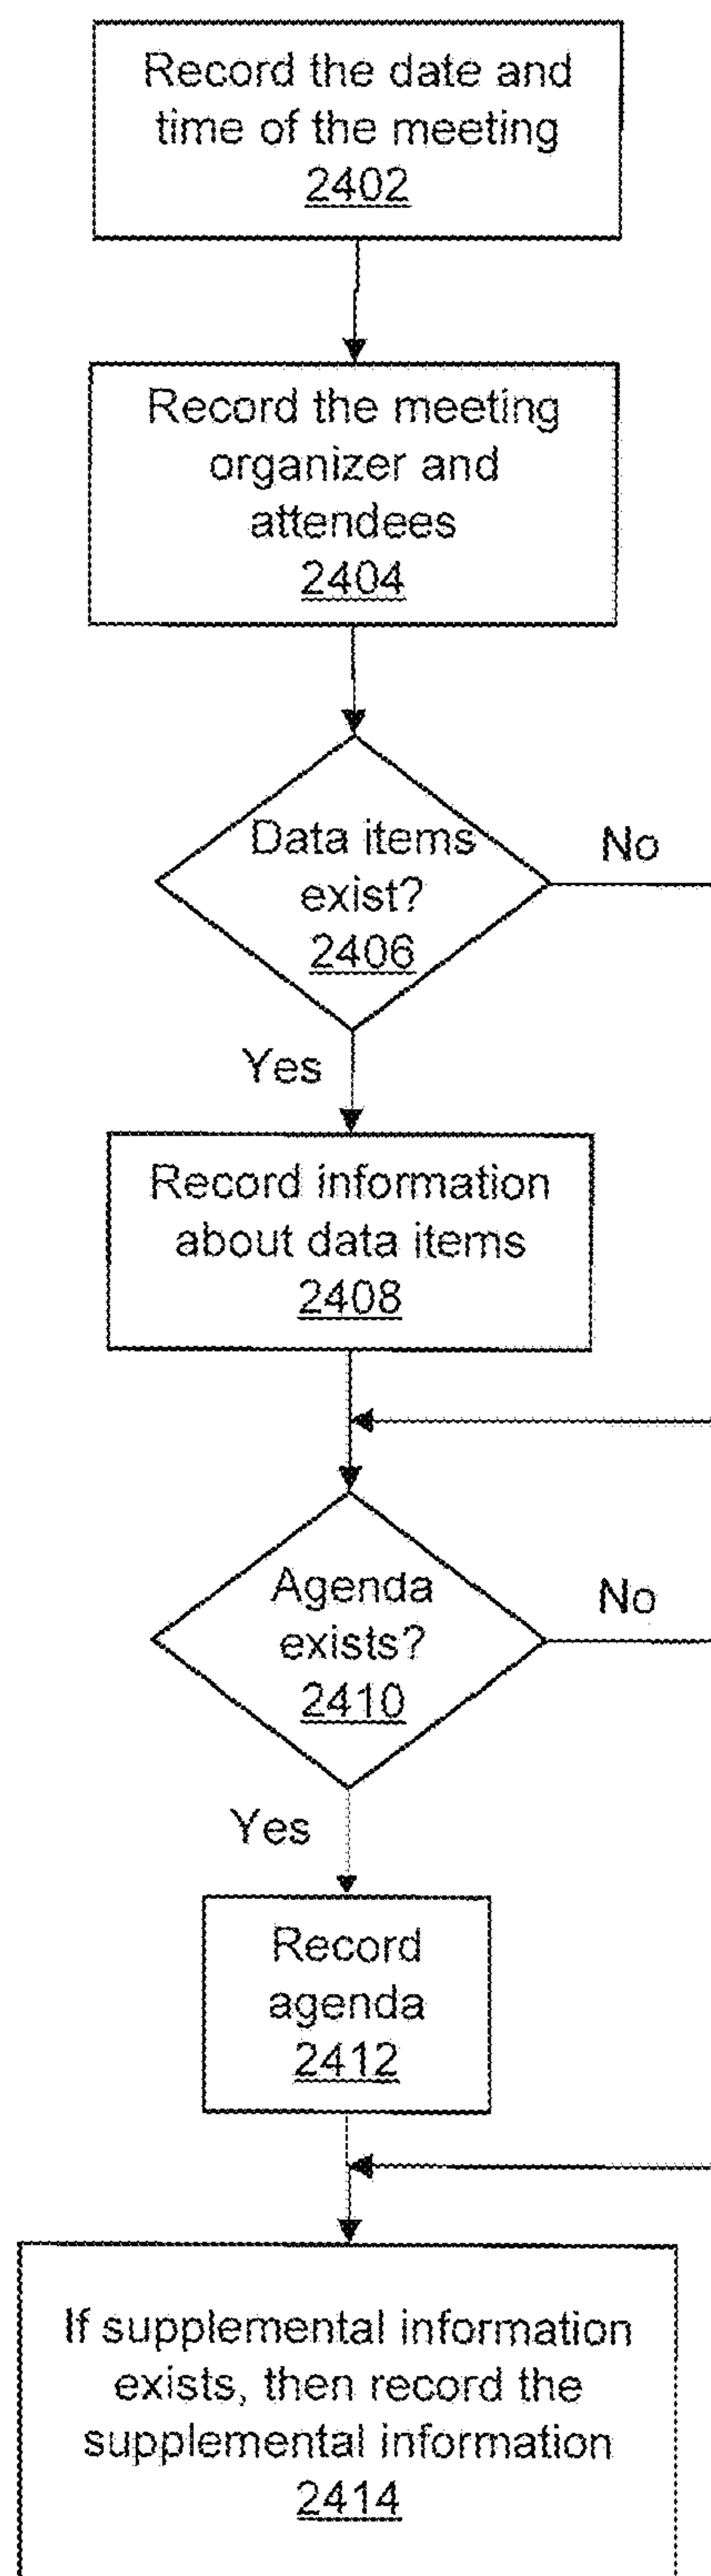 Record the date and
time of the meeting
2402
Record the meeting
organizer and
attendees
2404
Data items
exist?
2406
No
Yes
Record information
about data items
2408
Agenda
exists?
2410
No
Yes
Record
agenda
2412
If supplemental information
exists, then record the
supplemental information
2414